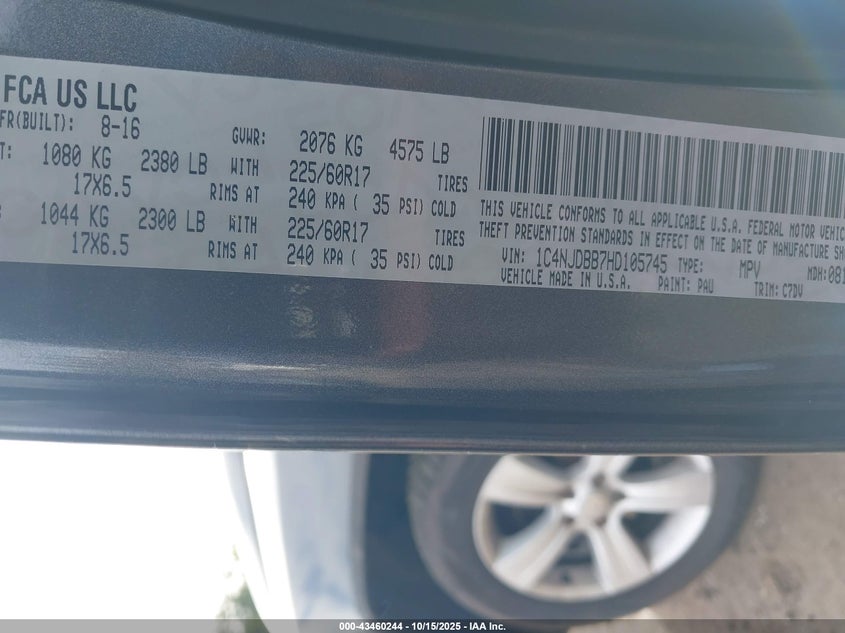 FCA US LLC
FR(BUILT): 8-16 GVWR: 2076 KG 4575 LB
T: 1080 KG 2380 LB WITH 225/60R17 TIRES
17X6.5 RIMS AT 240 KPA ( 35 PSI) COLD
: 1044 KG 2300 LB WITH 225/60R17 TIRES
17X6.5 RIMS AT 240 KPA ( 35 PSI) COLD
THIS VEHICLE CONFORMS TO ALL APPLICABLE U.S.A. FEDERAL MOTOR VEHIC
THEFT PREVENTION STANDARDS IN EFFECT ON THE DATE OF MANUFACTURE SH
VIN: 1C4NJDBB7HD105745 TYPE: MPV MDH:081
VEHICLE MADE IN U.S.A. PAINT: PAU TRIM: C7DV
000-43460244 - 10/15/2025 - IAA Inc.